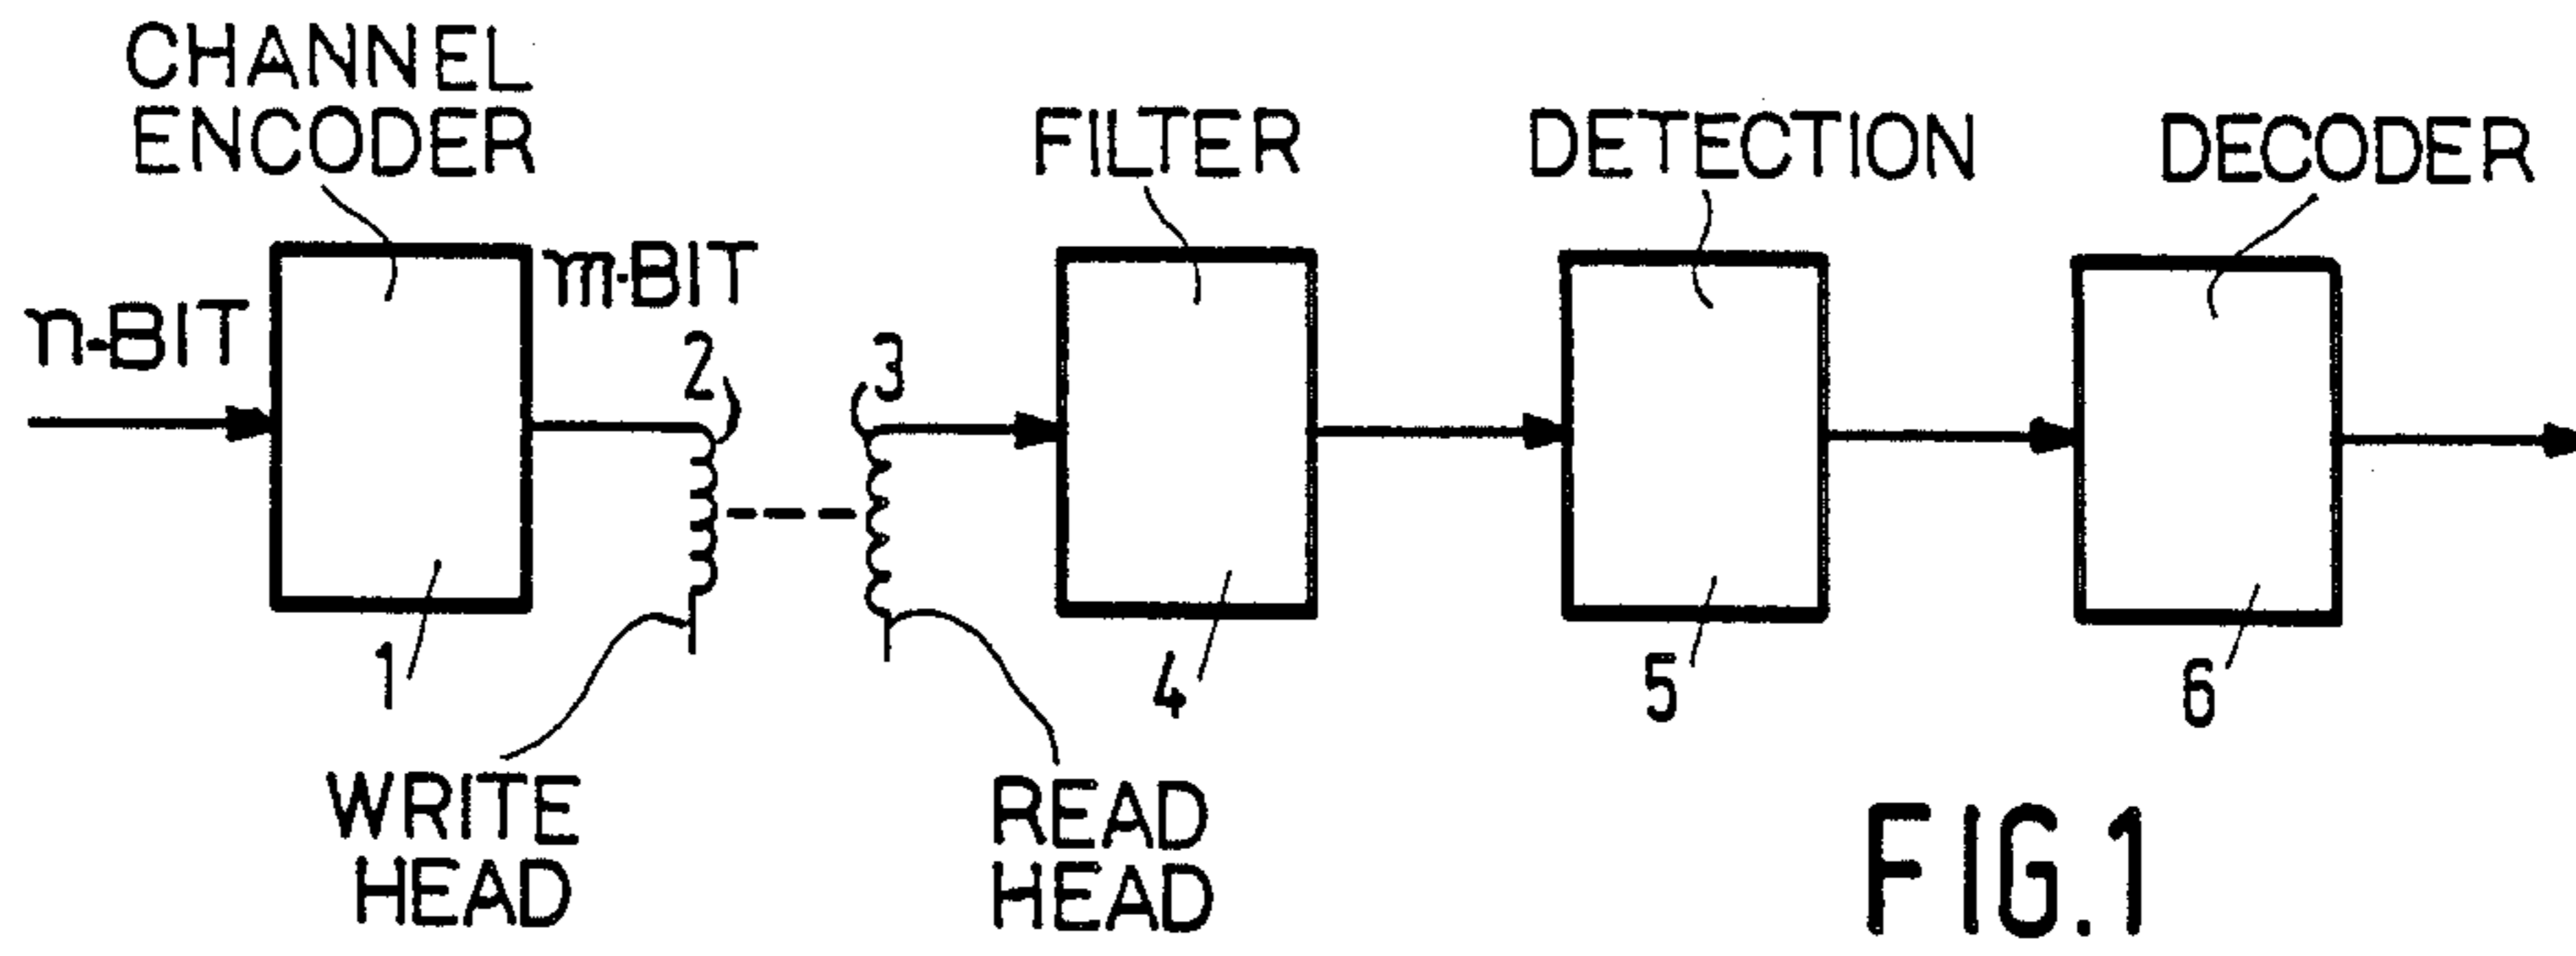 CHANNEL
ENCODER
FILTER
DETECTION
DECODER
n-BIT
m-BIT
2
3
1
4
5
6
WRITE
HEAD
READ
HEAD
FIG.1